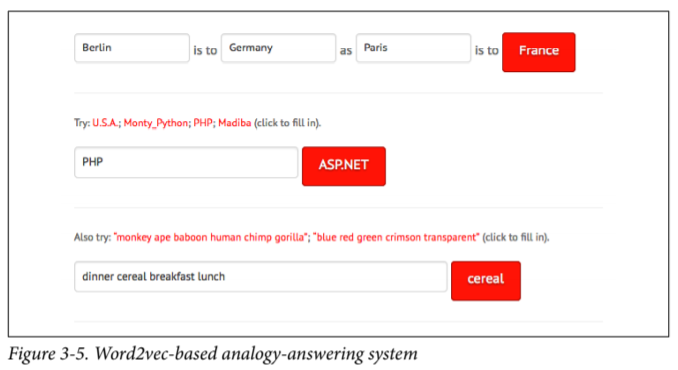 Berlin is to Germany as Paris is to France
Try: U.S.A.; Monty_Python; PHP; Madiba (click to fill in).
PHP ASP.NET
Also try: "monkey ape baboon human chimp gorilla"; "blue red green crimson transparent" (click to fill in).
dinner cereal breakfast lunch cereal
Figure 3-5. Word2vec-based analogy-answering system